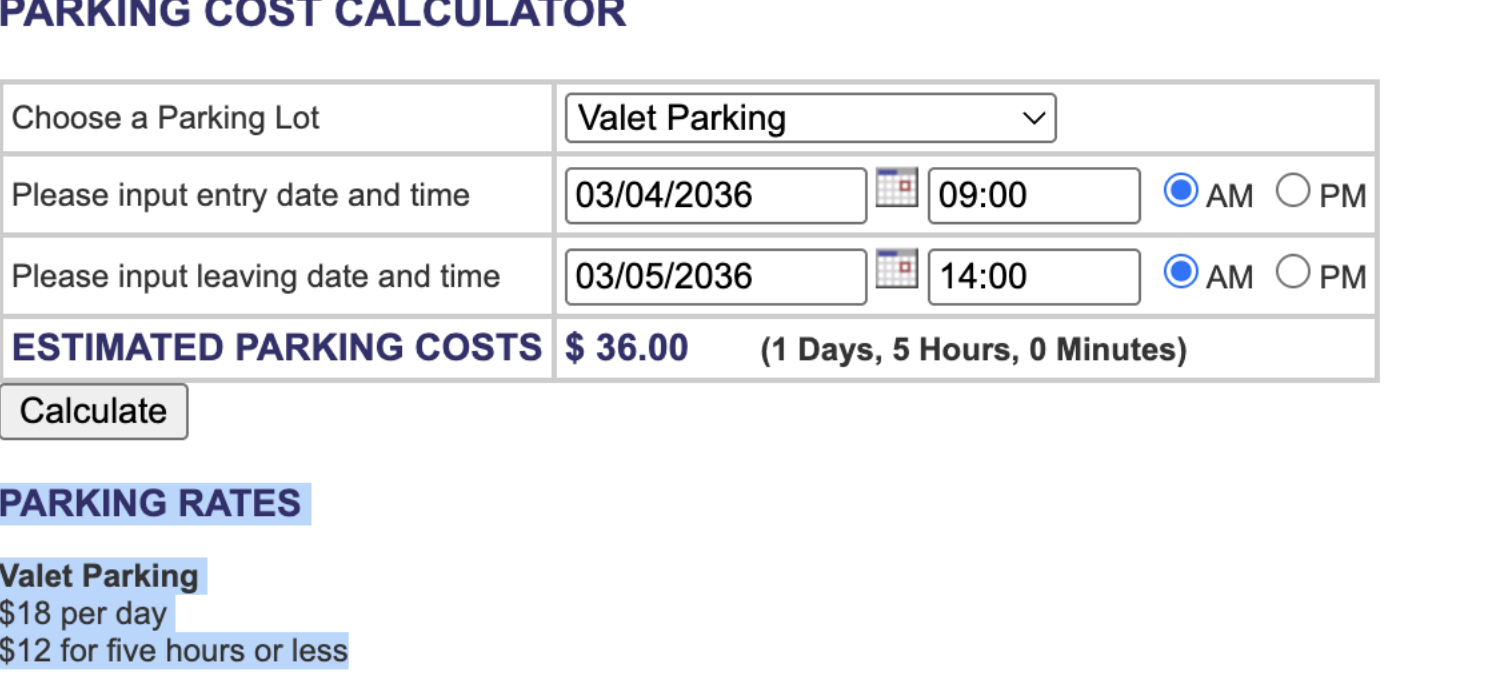 PARKING COST CALCULATOR
Choose a Parking Lot Valet Parking
Please input entry date and time 03/04/2036 09:00 AM PM
Please input leaving date and time 03/05/2036 14:00 AM PM
ESTIMATED PARKING COSTS $ 36.00 (1 Days, 5 Hours, 0 Minutes)
Calculate
PARKING RATES
Valet Parking
$18 per day
$12 for five hours or less